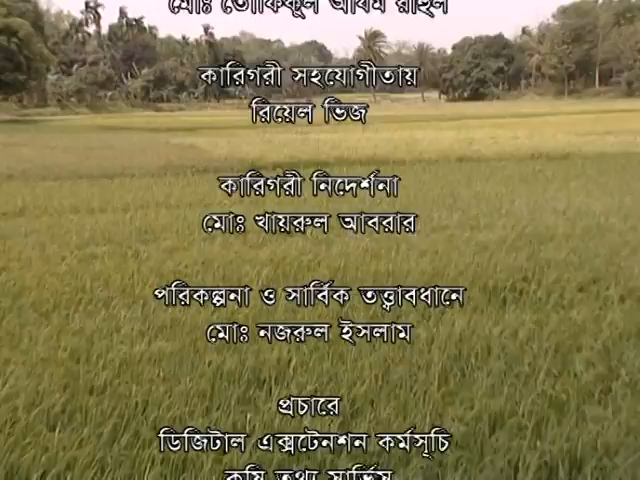 মোঃ তৌফিকুল আযম রাহুল
কারিগরী সহযোগীতায়
রিয়েল ভিজ
কারিগরী নিদের্শনা
মোঃ খায়রুল আবরার
পরিকল্পনা ও সার্বিক তত্ত্বাবধানে
মোঃ নজরুল ইসলাম
প্রচারে
ডিজিটাল এক্সটেনশন কর্মসূচি
কৃষি তথ্য সার্ভিস